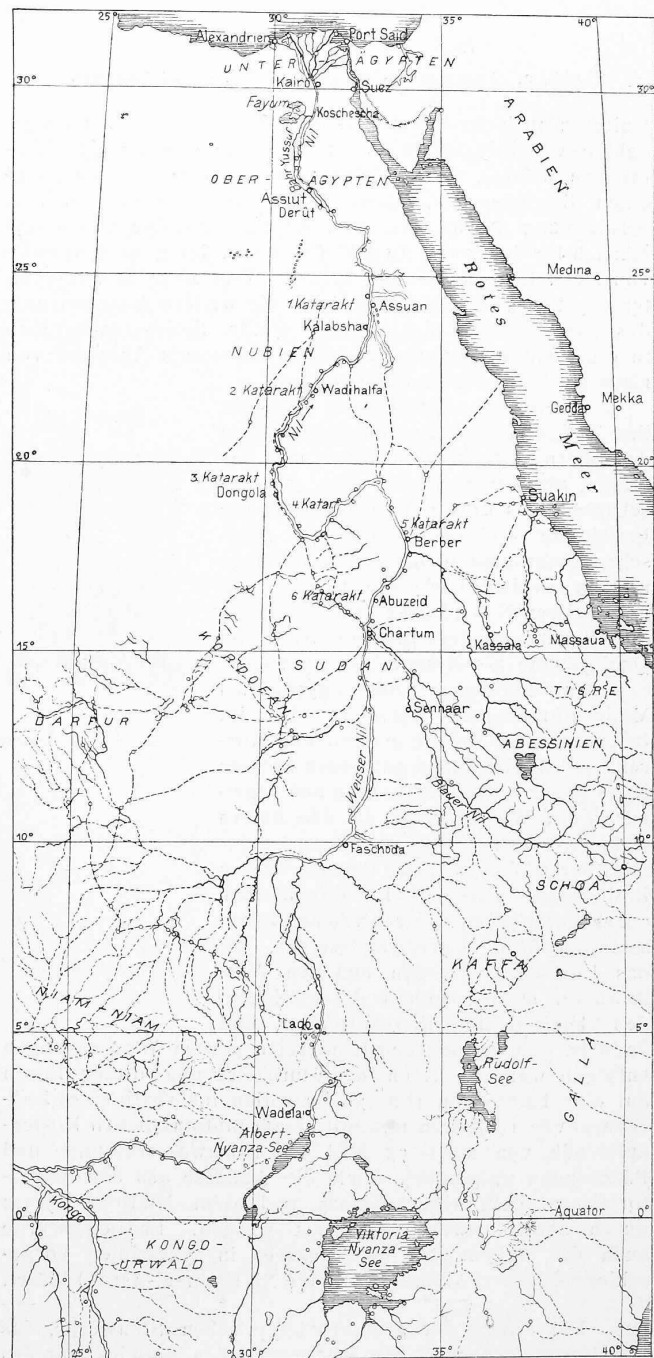 25° 30° 35° 40°
Alexandrien
Port Said
UNTER-ÄGYPTEN
30° 30°
Kairo
Suez
Fayum
Koschescha
ARABIEN
Bahr Yussuf
Nil
OBER-ÄGYPTEN
Assiut
Derût
25° 25°
Rotes Meer
Medina
1 Katarakt
Assuan
Kalabsha
NUBIEN
2 Katarakt
Wadihalfa
Nil
Gedda
Mekka
20° 20°
3. Katarakt
Dongola
4 Katar
Suakin
5 Katarakt
Berber
6 Katarakt
Abuzeid
Chartum
Kassala
Massaua
15° 15°
KORDOFAN
SUDAN
TIGRE
DARFUR
Sennaar
ABESSINIEN
Weisser Nil
Blauer Nil
10° 10°
Faschoda
SCHOA
KAFFA
NIAM-NIAM
5° 5°
Lado
Rudolf-
See
GALLA
Wadela
Albert-
Nyanza-See
Kongo
0° 0°
Äquator
Viktoria
Nyanza-
See
KONGO-
URWALD
25° 30° 35° 40°